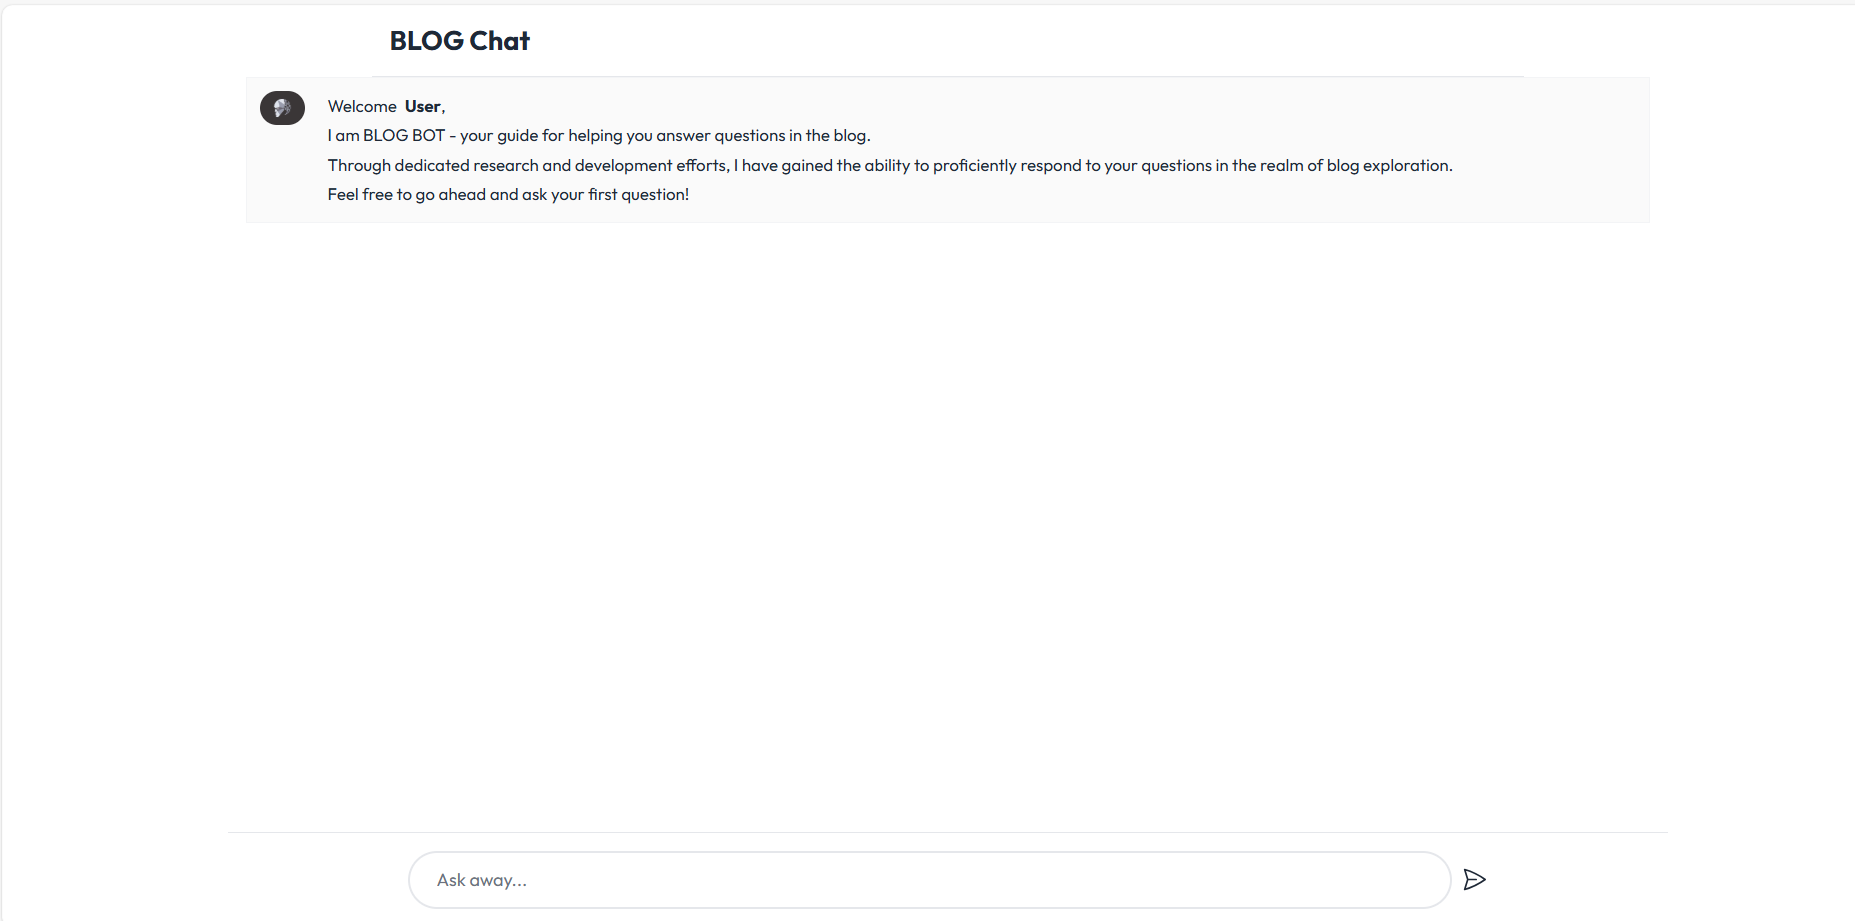 BLOG Chat
Welcome User,
I am BLOG BOT - your guide for helping you answer questions in the blog.
Through dedicated research and development efforts, I have gained the ability to proficiently respond to your questions in the realm of blog exploration.
Feel free to go ahead and ask your first question!
Ask away...